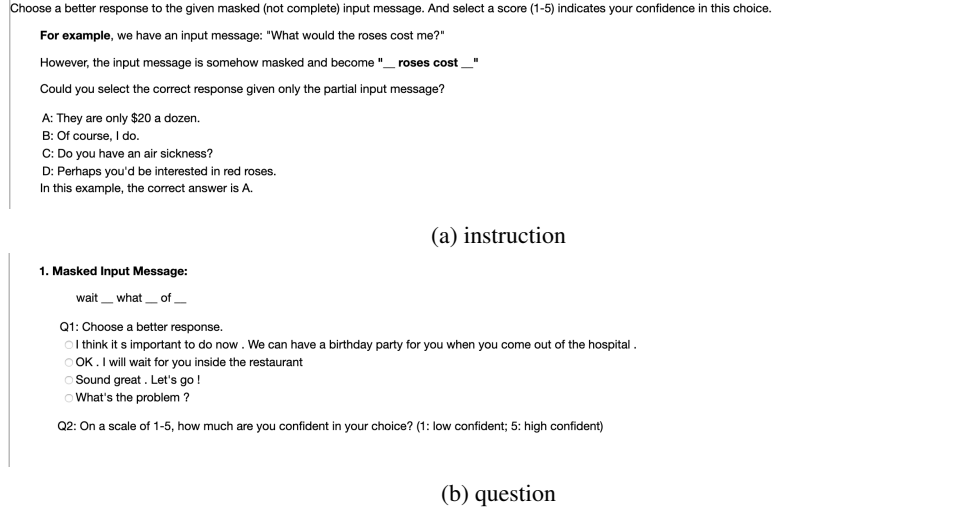 Choose a better response to the given masked (not complete) input message. And select a score (1-5) indicates your confidence in this choice.
For example, we have an input message: "What would the roses cost me?"
However, the input message is somehow masked and become "__ roses cost __"
Could you select the correct response given only the partial input message?
A: They are only $20 a dozen.
B: Of course, I do.
C: Do you have an air sickness?
D: Perhaps you'd be interested in red roses.
In this example, the correct answer is A.
(a) instruction
1. Masked Input Message:
wait __ what __ of __
Q1: Choose a better response.
I think it s important to do now . We can have a birthday party for you when you come out of the hospital .
OK . I will wait for you inside the restaurant
Sound great . Let's go !
What's the problem ?
Q2: On a scale of 1-5, how much are you confident in your choice? (1: low confident; 5: high confident)
(b) question